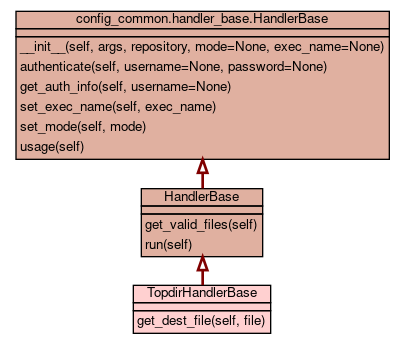 config_common.handler_base.HandlerBase
__init__(self, args, repository, mode=None, exec_name=None)
authenticate(self, username=None, password=None)
get_auth_info(self, username=None)
set_exec_name(self, exec_name)
set_mode(self, mode)
usage(self)
HandlerBase
get_valid_files(self)
run(self)
TopdirHandlerBase
get_dest_file(self, file)